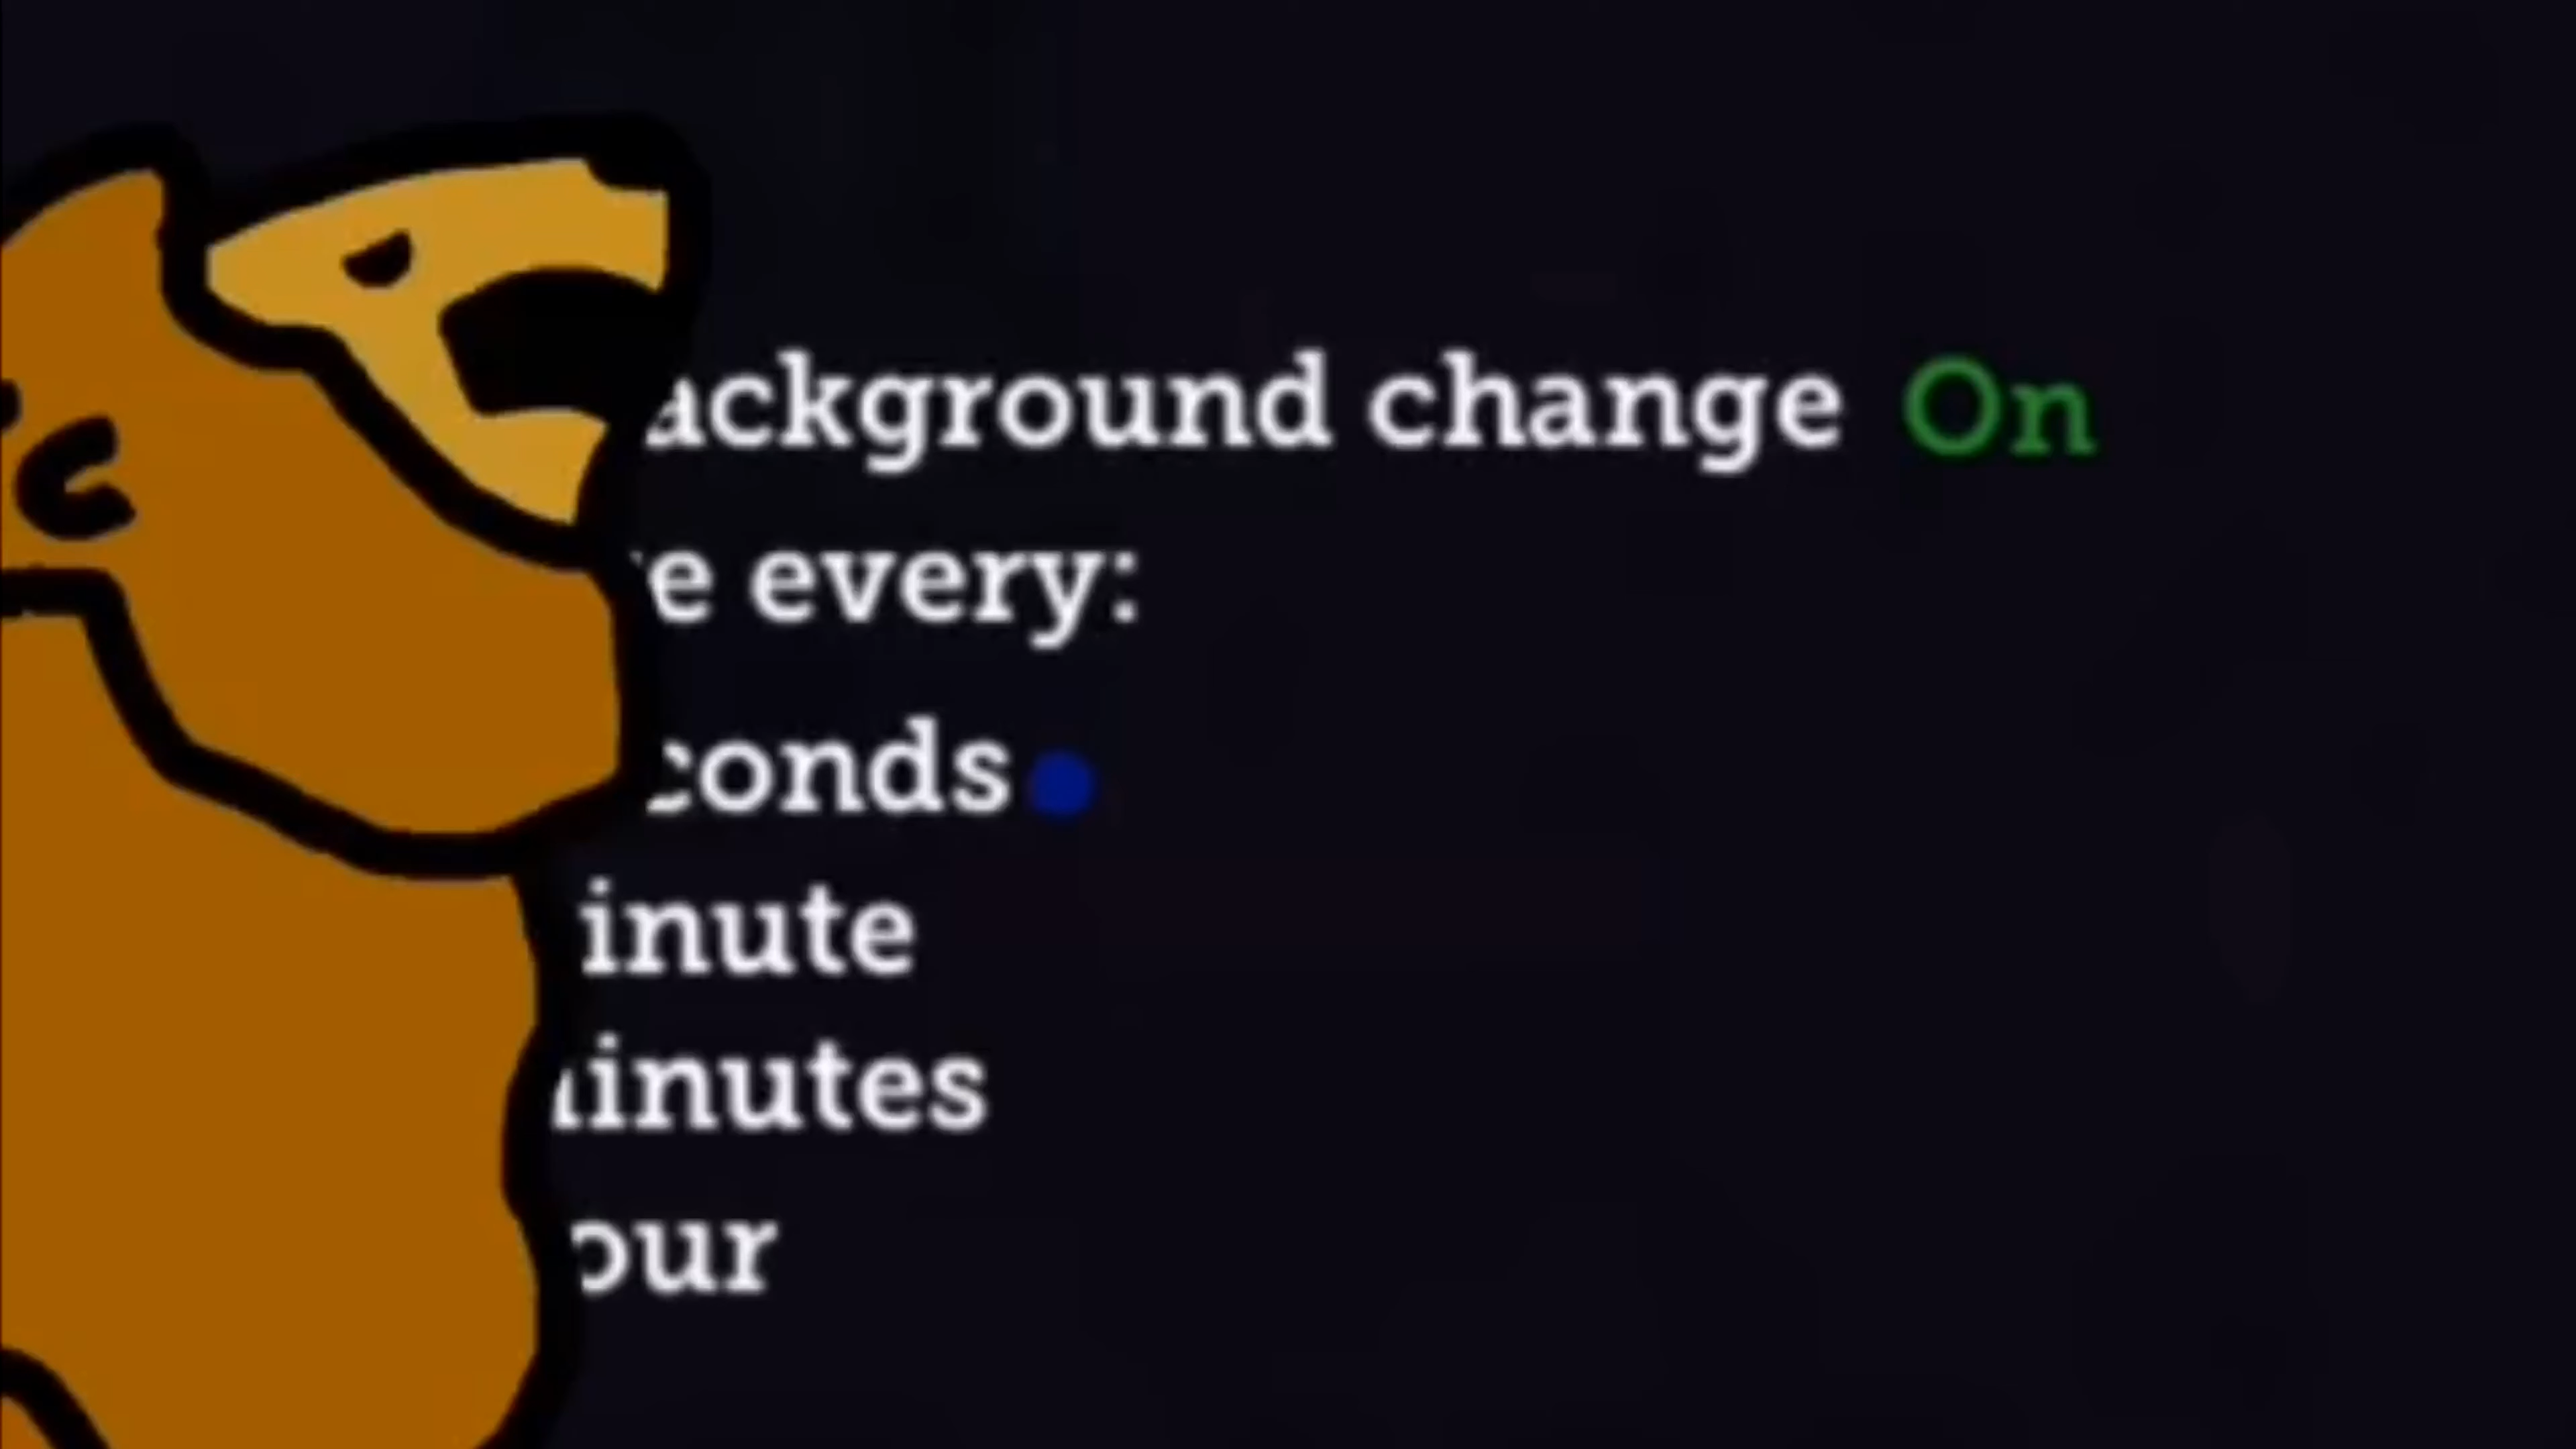 ackground change On
e every:
conds
inute
inutes
our